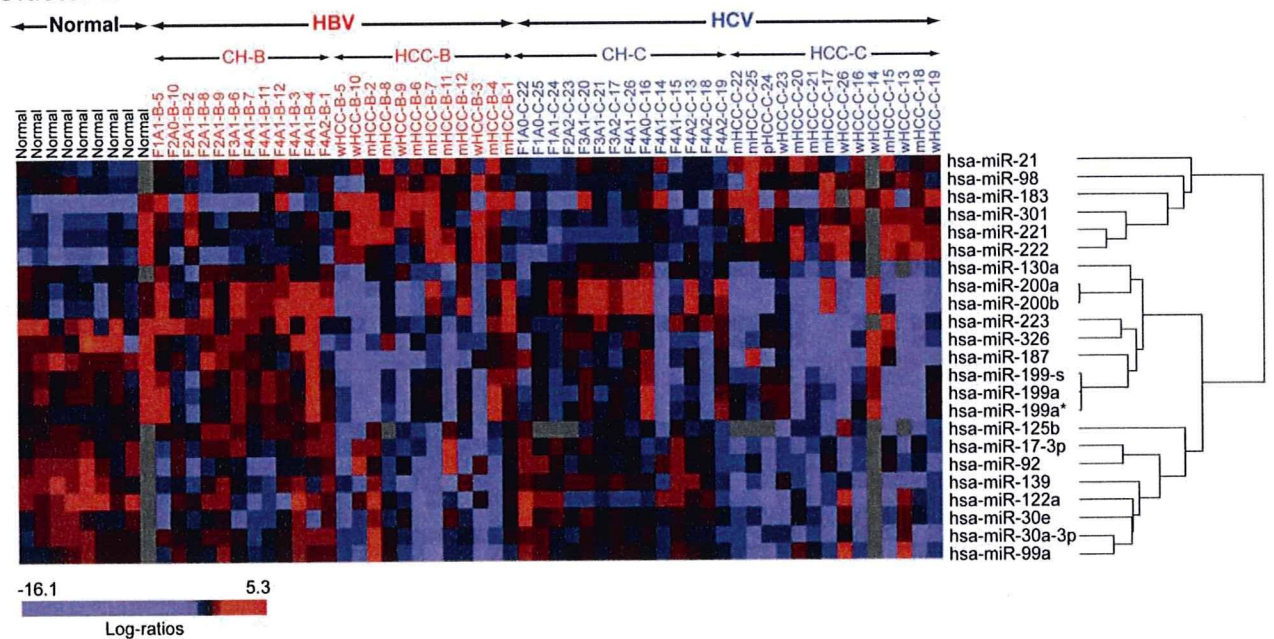 Normal
HBV
HCV
CH-B
HCC-B
CH-C
HCC-C
Normal
Normal
Normal
Normal
Normal
Normal
Normal
Normal
Normal
F1A1-B-5
F2A0-B-10
F2A1-B-2
F2A1-B-8
F2A1-B-9
F3A1-B-6
F4A1-B-7
F4A1-B-11
F4A1-B-12
F4A1-B-3
F4A1-B-4
F4A2-B-1
wHCC-B-5
wHCC-B-10
mHCC-B-2
mHCC-B-8
wHCC-B-9
mHCC-B-6
mHCC-B-7
mHCC-B-11
mHCC-B-12
wHCC-B-3
mHCC-B-4
mHCC-B-1
F1A0-C-22
F1A0-C-25
F1A1-C-24
F2A2-C-23
F3A1-C-20
F3A1-C-21
F3A2-C-17
F4A1-C-26
F4A0-C-16
F4A1-C-14
F4A1-C-15
F4A2-C-13
F4A2-C-18
F4A2-C-19
mHCC-C-22
mHCC-C-25
pHCC-C-24
wHCC-C-23
mHCC-C-20
mHCC-C-21
mHCC-C-17
wHCC-C-26
wHCC-C-16
wHCC-C-14
mHCC-C-15
wHCC-C-13
mHCC-C-18
wHCC-C-19
hsa-miR-21
hsa-miR-98
hsa-miR-183
hsa-miR-301
hsa-miR-221
hsa-miR-222
hsa-miR-130a
hsa-miR-200a
hsa-miR-200b
hsa-miR-223
hsa-miR-326
hsa-miR-187
hsa-miR-199-s
hsa-miR-199a
hsa-miR-199a*
hsa-miR-125b
hsa-miR-17-3p
hsa-miR-92
hsa-miR-139
hsa-miR-122a
hsa-miR-30e
hsa-miR-30a-3p
hsa-miR-99a
-16.1 5.3
Log-ratios